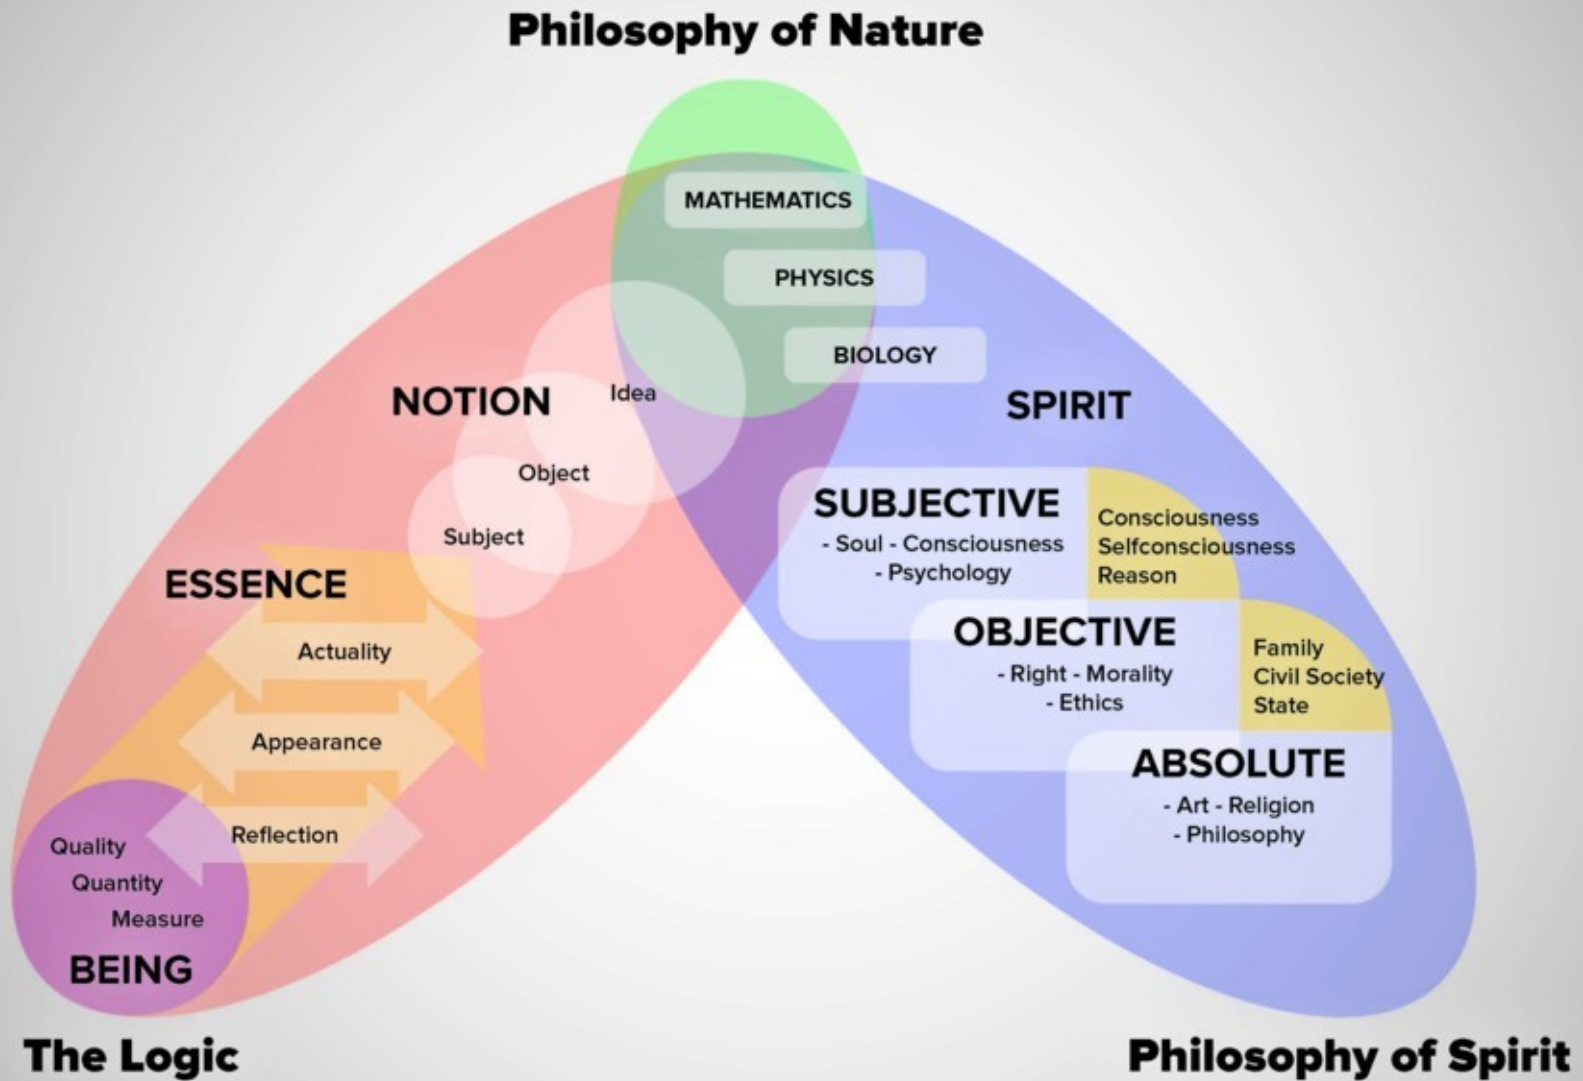 Philosophy of Nature
MATHEMATICS
PHYSICS
BIOLOGY
NOTION
Idea
Object
Subject
ESSENCE
Actuality
Appearance
Reflection
Quality
Quantity
Measure
BEING
The Logic
SPIRIT
SUBJECTIVE
- Soul - Consciousness
- Psychology
Consciousness
Selfconsciousness
Reason
OBJECTIVE
- Right - Morality
- Ethics
Family
Civil Society
State
ABSOLUTE
- Art - Religion
- Philosophy
Philosophy of Spirit